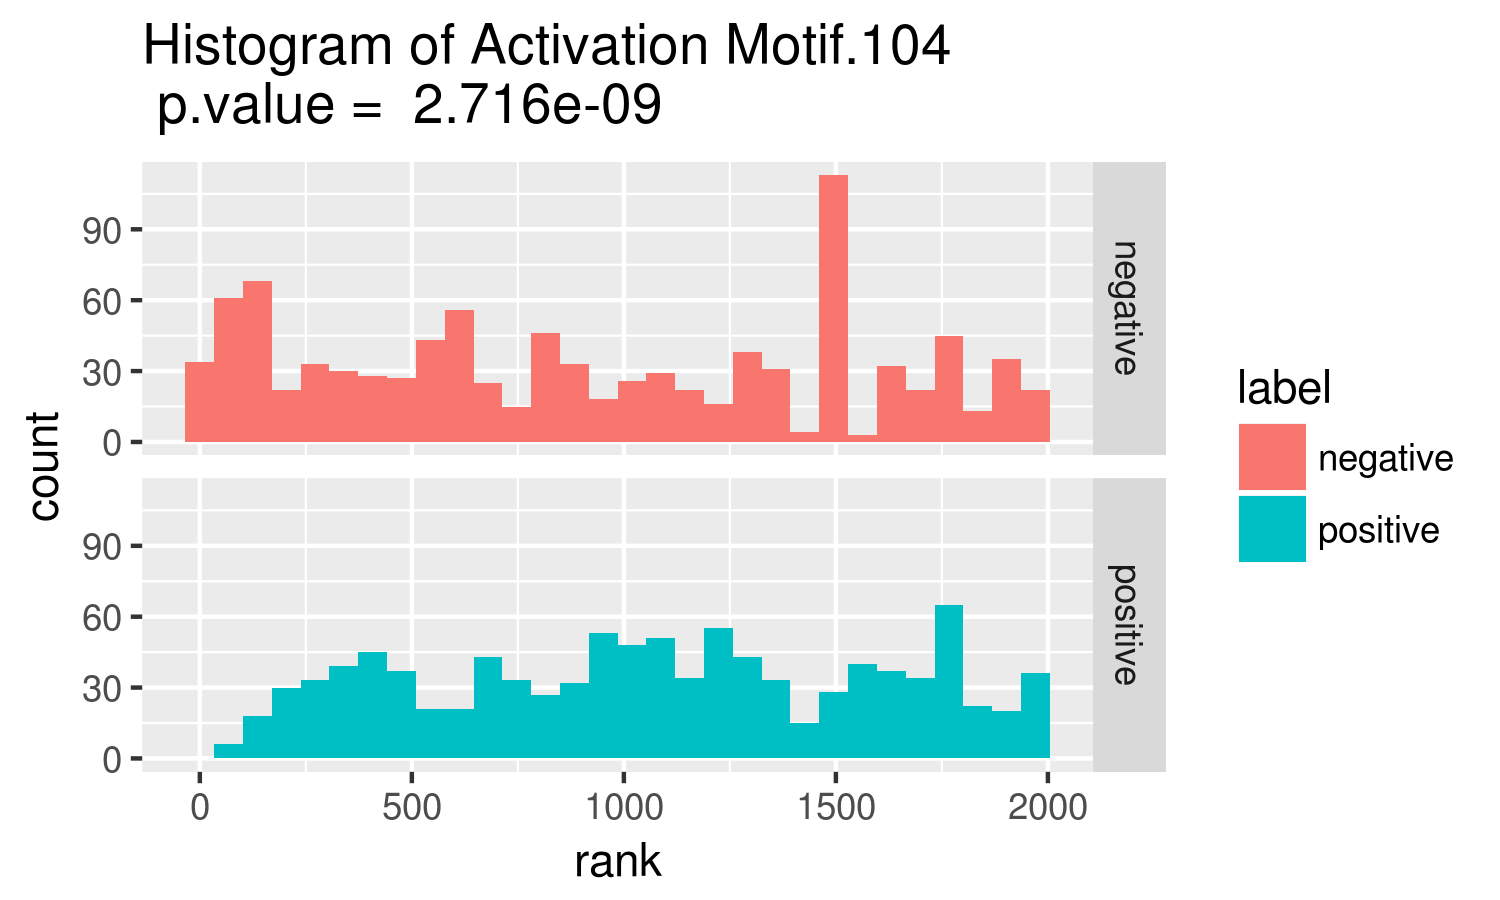 Histogram of Activation Motif.104
p.value = 2.716e-09
90
60
30
0
negative
90
60
30
0
positive
count
0 500 1000 1500 2000
rank
label
negative
positive